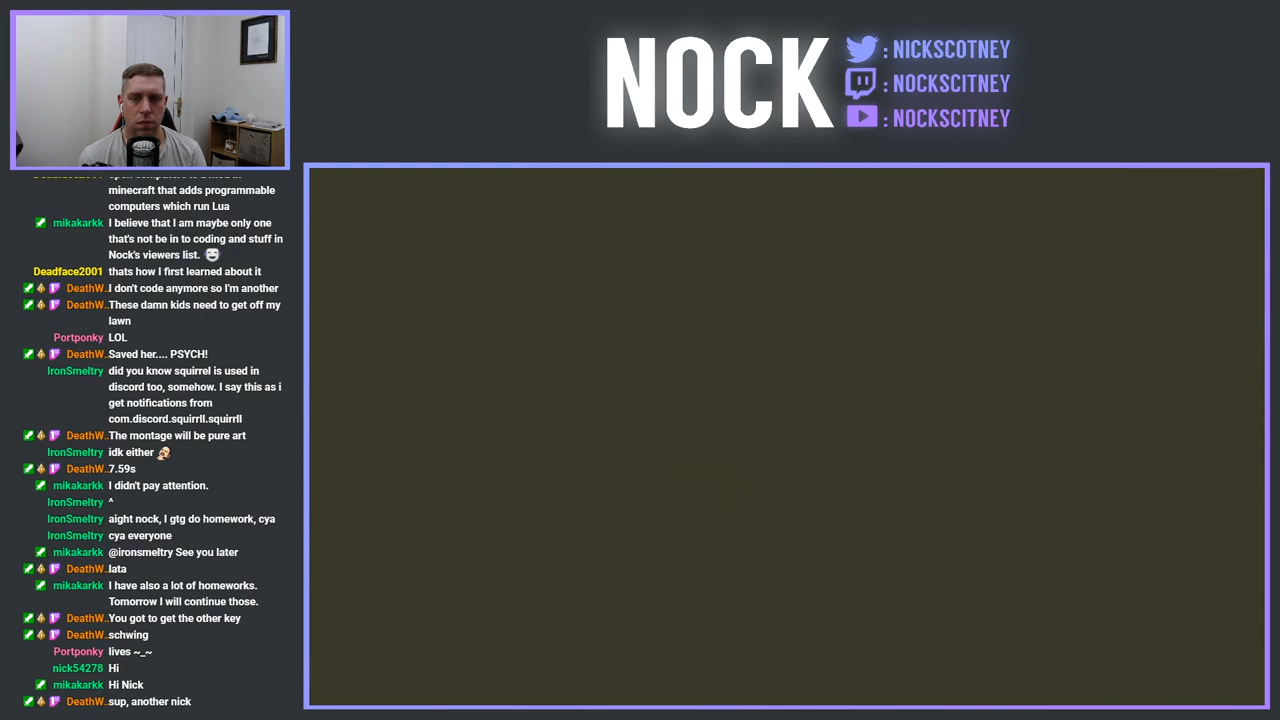 NOCK
: NICKSCOTNEY
: NOCKSCITNEY
: NOCKSCITNEY
minecraft that adds programmable
computers which run Lua
mikakarkk I believe that I am maybe only one
that's not be in to coding and stuff in
Nock's viewers list.
Deadface2001 thats how I first learned about it
DeathW.. I don't code anymore so I'm another
DeathW.. These damn kids need to get off my
lawn
Portponky LOL
DeathW.. Saved her.... PSYCH!
IronSmeltry did you know squirrel is used in
discord too, somehow. I say this as i
get notifications from
com.discord.squirrll.squirrll
DeathW.. The montage will be pure art
IronSmeltry idk either
DeathW.. 7.59s
mikakarkk I didn't pay attention.
IronSmeltry ^
IronSmeltry aight nock, I gtg do homework, cya
IronSmeltry cya everyone
mikakarkk @ironsmeltry See you later
DeathW.. lata
mikakarkk I have also a lot of homeworks.
Tomorrow I will continue those.
DeathW.. You got to get the other key
DeathW.. schwing
Portponky lives ~_~
nick54278 Hi
mikakarkk Hi Nick
DeathW.. sup, another nick